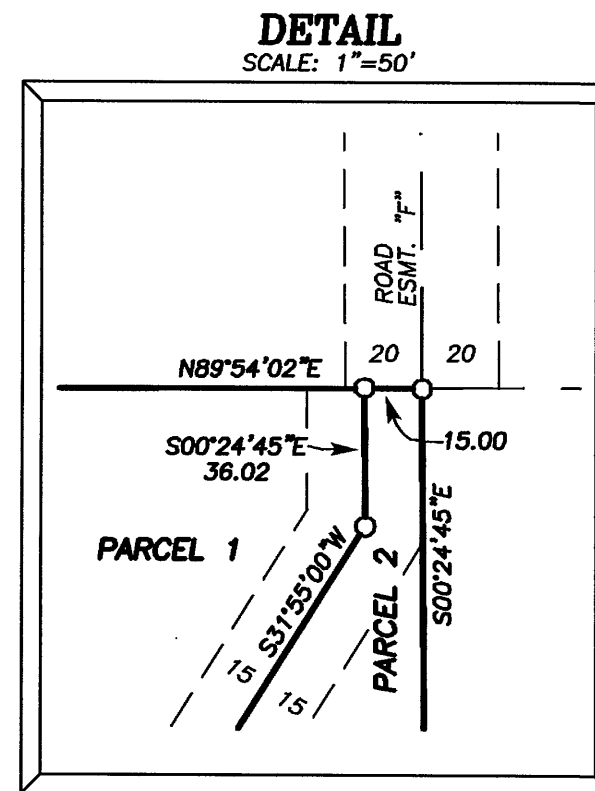 DETAIL
SCALE: 1"=50'
ROAD
ESMT. "F"
20
20
N89°54'02"E
S00°24'45"E
36.02
15.00
PARCEL 1
S31°55'00"W
PARCEL 2
S00°24'45"E
15
15